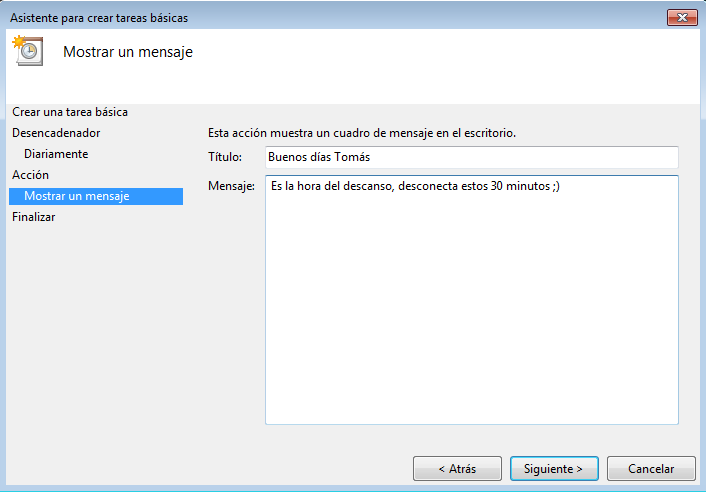 Asistente para crear tareas básicas
Mostrar un mensaje
Crear una tarea básica
Desencadenador
Diariamente
Acción
Mostrar un mensaje
Finalizar
Esta acción muestra un cuadro de mensaje en el escritorio.
Título: Buenos días Tomás
Mensaje: Es la hora del descanso, desconecta estos 30 minutos ;)
< Atrás Siguiente > Cancelar